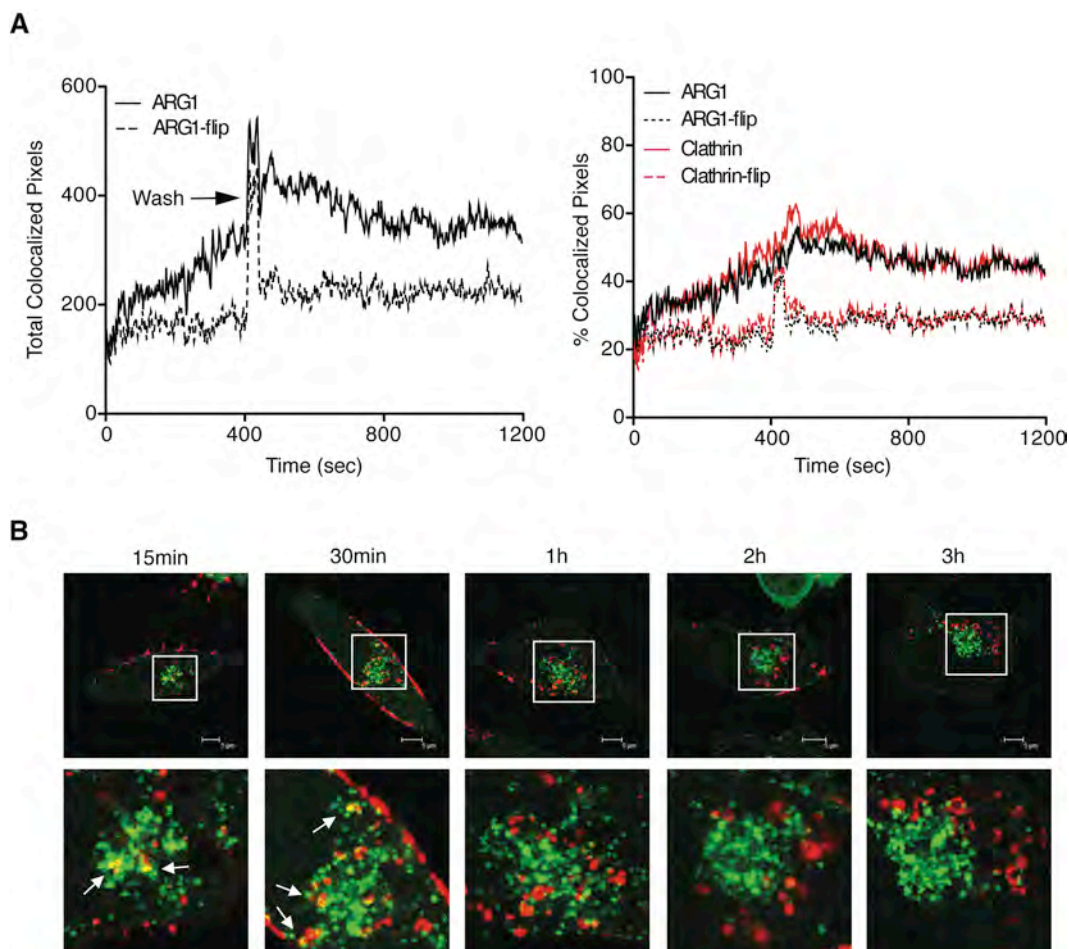 A
Total Colocalized Pixels
600
400
200
0
ARG1
ARG1-flip
Wash
0 400 800 1200
Time (sec)
% Colocalized Pixels
100
80
60
40
20
0
ARG1
ARG1-flip
Clathrin
Clathrin-flip
0 400 800 1200
Time (sec)
B
15min 30min 1h 2h 3h